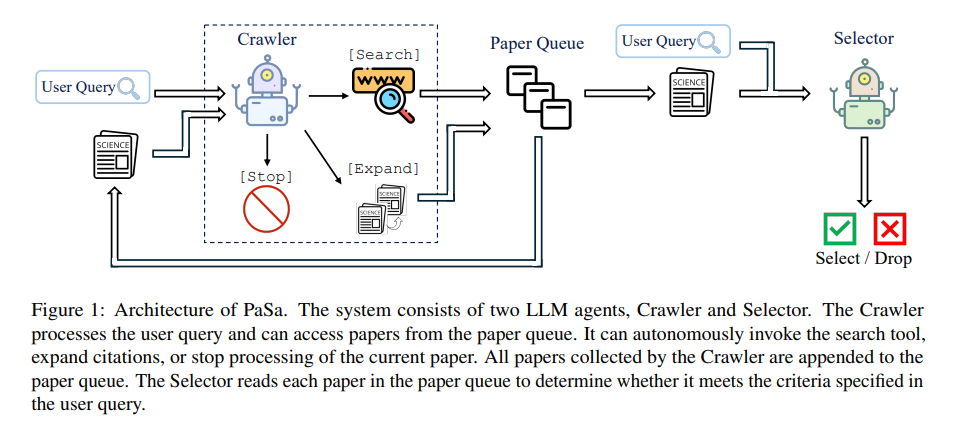 Crawler
[Search]
WWW
User Query
SCIENCE
[Stop]
[Expand]
SCIENCE
SCIENCE
Paper Queue
User Query
SCIENCE
Selector
Select / Drop
Figure 1: Architecture of PaSa. The system consists of two LLM agents, Crawler and Selector. The Crawler
processes the user query and can access papers from the paper queue. It can autonomously invoke the search tool,
expand citations, or stop processing of the current paper. All papers collected by the Crawler are appended to the
paper queue. The Selector reads each paper in the paper queue to determine whether it meets the criteria specified in
the user query.